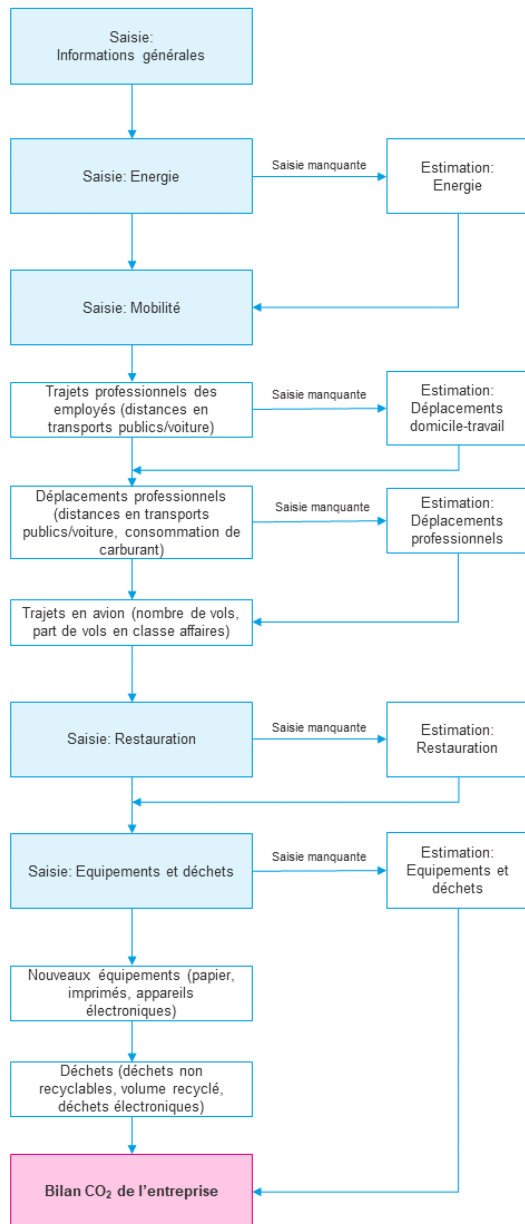 Saisie:
Informations générales
Saisie: Energie
Saisie manquante
Estimation:
Energie
Saisie: Mobilité
Trajets professionnels des
employés (distances en
transports publics/voiture)
Saisie manquante
Estimation:
Déplacements
domicile-travail
Déplacements professionnels
(distances en transports
publics/voiture, consommation de
carburant)
Saisie manquante
Estimation:
Déplacements
professionnels
Trajets en avion (nombre de vols,
part de vols en classe affaires)
Saisie: Restauration
Saisie manquante
Estimation:
Restauration
Saisie: Equipements et déchets
Saisie manquante
Estimation:
Equipements et
déchets
Nouveaux équipements (papier,
imprimés, appareils
électroniques)
Déchets (déchets non
recyclables, volume recyclé,
déchets électroniques)
Bilan CO₂ de l'entreprise